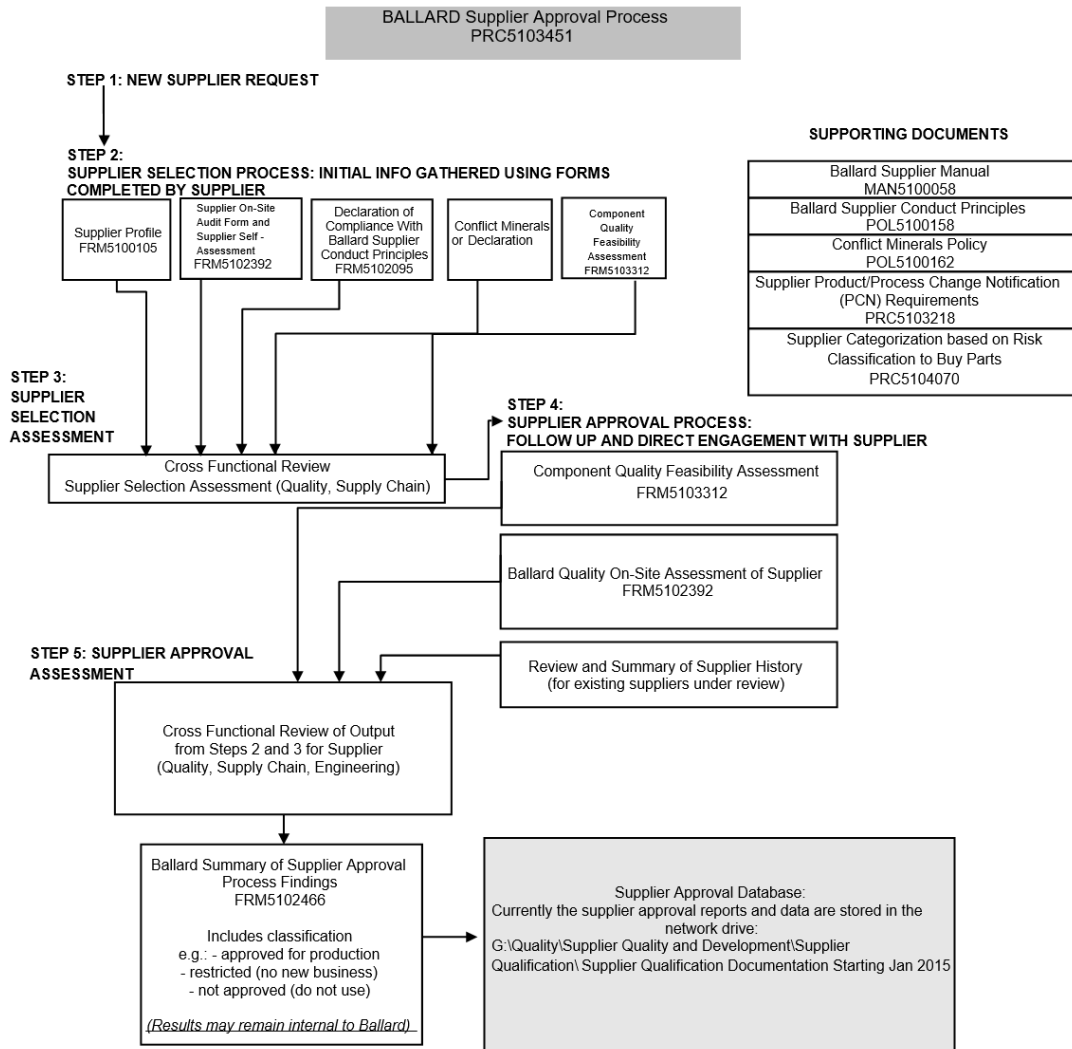 BALLARD Supplier Approval Process
PRC5103451
STEP 1: NEW SUPPLIER REQUEST
STEP 2:
SUPPLIER SELECTION PROCESS: INITIAL INFO GATHERED USING FORMS
COMPLETED BY SUPPLIER
Supplier Profile
FRM5100105
Supplier On-Site
Audit Form and
Supplier Self -
Assessment
FRM5102392
Declaration of
Compliance With
Ballard Supplier
Conduct Principles
FRM5102095
Conflict Minerals
or Declaration
Component
Quality
Feasibility
Assessment
FRM5103312
SUPPORTING DOCUMENTS
Ballard Supplier Manual
MAN5100058
Ballard Supplier Conduct Principles
POL5100158
Conflict Minerals Policy
POL5100162
Supplier Product/Process Change Notification
(PCN) Requirements
PRC5103218
Supplier Categorization based on Risk
Classification to Buy Parts
PRC5104070
STEP 3:
SUPPLIER
SELECTION
ASSESSMENT
Cross Functional Review
Supplier Selection Assessment (Quality, Supply Chain)
STEP 4:
SUPPLIER APPROVAL PROCESS:
FOLLOW UP AND DIRECT ENGAGEMENT WITH SUPPLIER
Component Quality Feasibility Assessment
FRM5103312
Ballard Quality On-Site Assessment of Supplier
FRM5102392
Review and Summary of Supplier History
(for existing suppliers under review)
STEP 5: SUPPLIER APPROVAL
ASSESSMENT
Cross Functional Review of Output
from Steps 2 and 3 for Supplier
(Quality, Supply Chain, Engineering)
Ballard Summary of Supplier Approval
Process Findings
FRM5102466
Includes classification
e.g.: - approved for production
- restricted (no new business)
- not approved (do not use)
(Results may remain internal to Ballard)
Supplier Approval Database:
Currently the supplier approval reports and data are stored in the
network drive:
G:\Quality\Supplier Quality and Development\Supplier
Qualification\ Supplier Qualification Documentation Starting Jan 2015